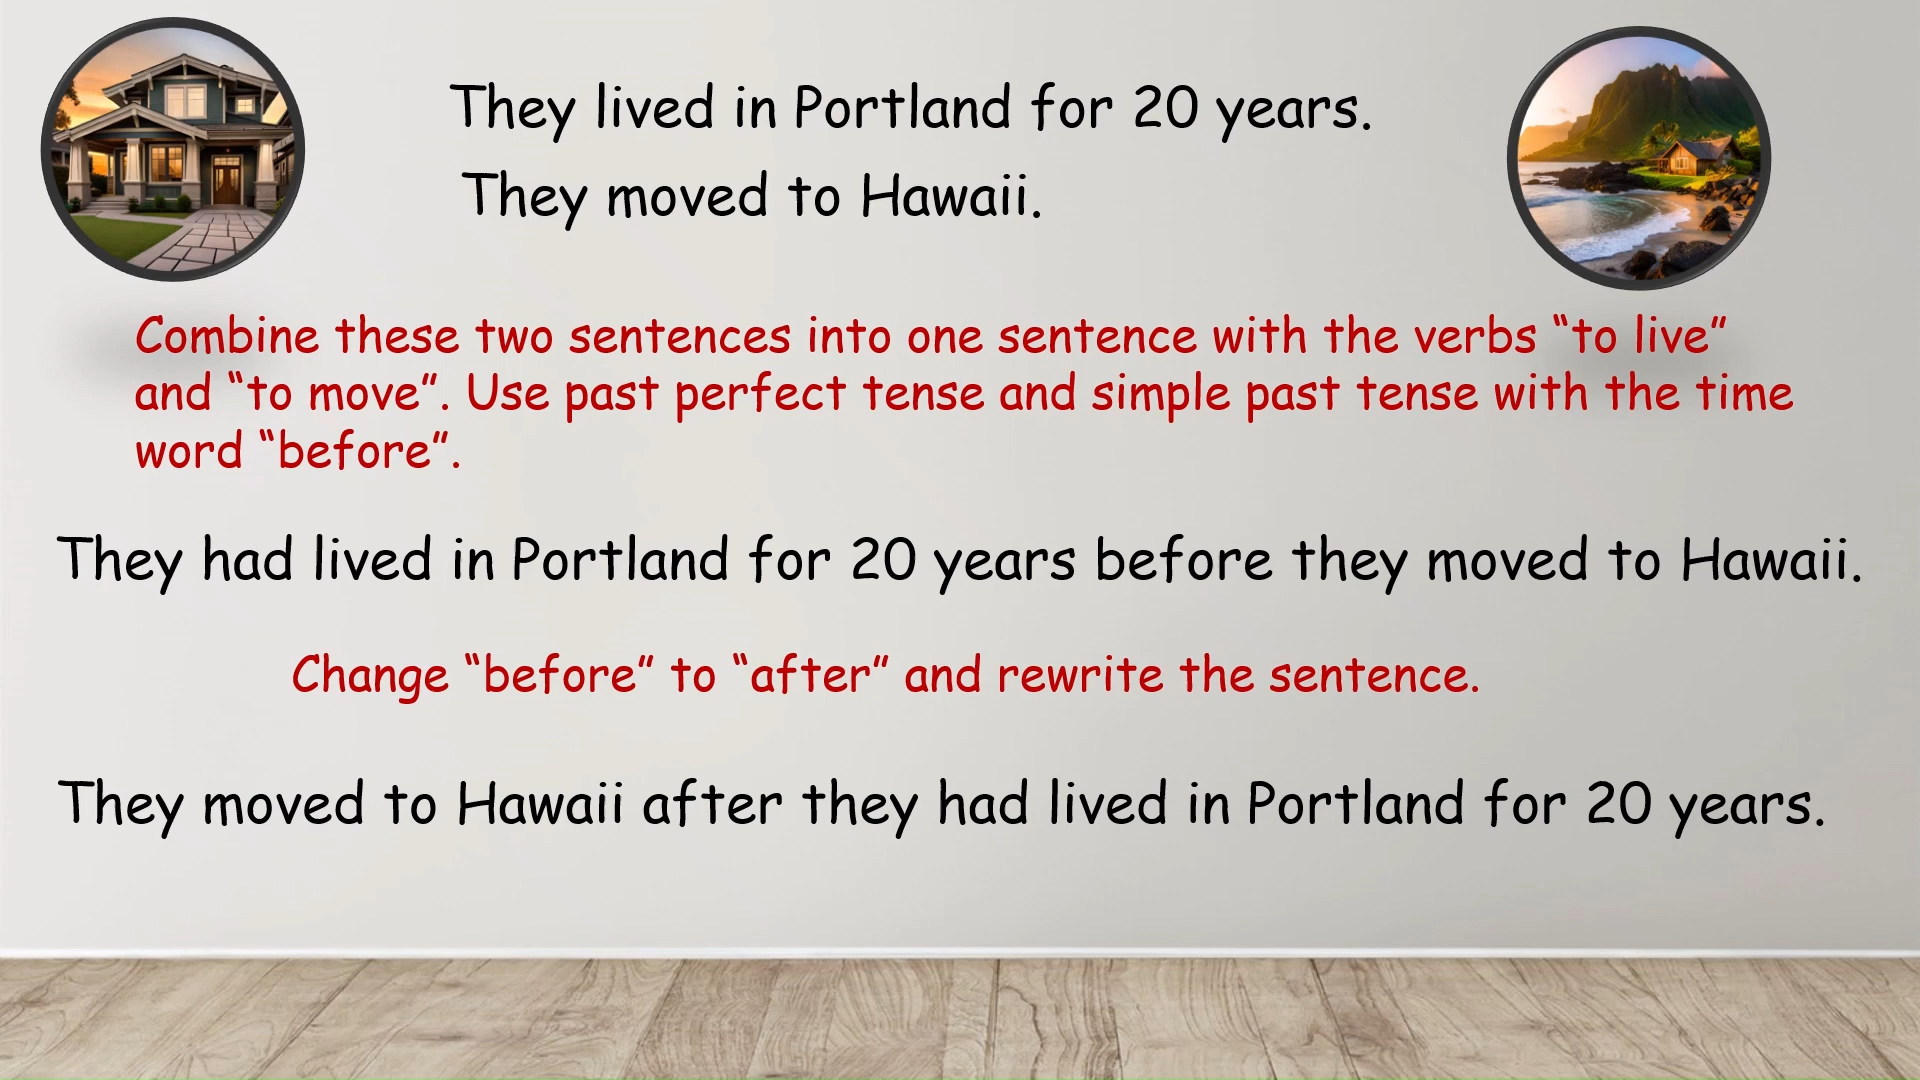 They lived in Portland for 20 years.
They moved to Hawaii.
Combine these two sentences into one sentence with the verbs “to live”
and “to move”. Use past perfect tense and simple past tense with the time
word “before”.
They had lived in Portland for 20 years before they moved to Hawaii.
Change “before” to “after” and rewrite the sentence.
They moved to Hawaii after they had lived in Portland for 20 years.